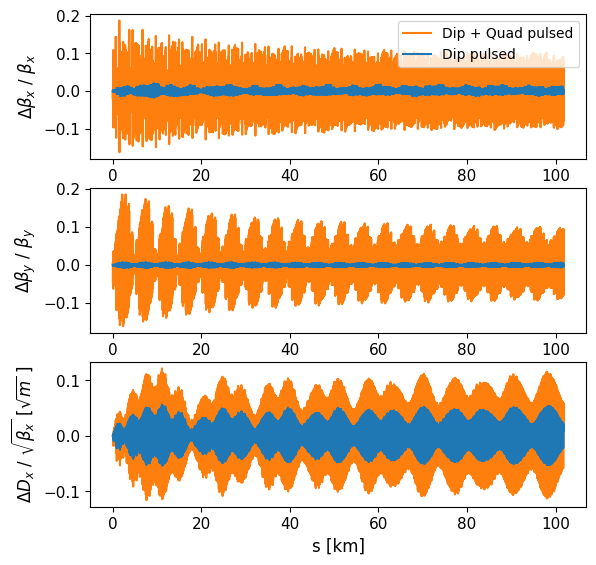 Δβx / βx
0.2
0.1
0.0
−0.1
Dip + Quad pulsed
Dip pulsed
0 20 40 60 80 100
Δβy / βy
0.2
0.1
0.0
−0.1
0 20 40 60 80 100
ΔDx / √βx [√m ]
0.1
0.0
−0.1
0 20 40 60 80 100
s [km]